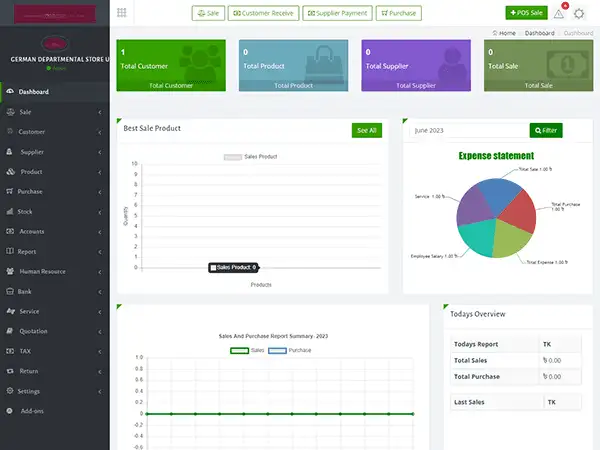 Sale
Customer Receive
Supplier Payment
Purchase
+ POS Sale
6
Home Dashboard Dashboard
GERMAN DEPARTMENTAL STORE U
Dashboard
Sale
Customer
Supplier
Product
Purchase
Stock
Accounts
Report
Human Resource
Bank
Service
Quotation
TAX
Return
Settings
Add-ons
1
Total Customer
Total Customer
0
Total Product
Total Product
0
Total Supplier
Total Supplier
0
Total Sale
Total Sale
Best Sale Product
See All
Sales Product
10
9
8
7
6
5
4
3
2
1
0
Quantity
Sales Product: 0
Products
June 2023
Filter
Expense statement
Total Sale 1.00 ৳
Total Purchase
1.00 ৳
Service 1.00 ৳
Employee Salary 1.00 ৳
Total Expense 1.00 ৳
Sales And Purchase Report Summary- 2023
Sales
Purchase
1.0
0.8
0.6
0.4
0.2
0
-0.2
-0.4
-0.6
Todays Overview
Todays Report TK
Total Sales ৳ 0.00
Total Purchase ৳ 0.00
Last Sales TK